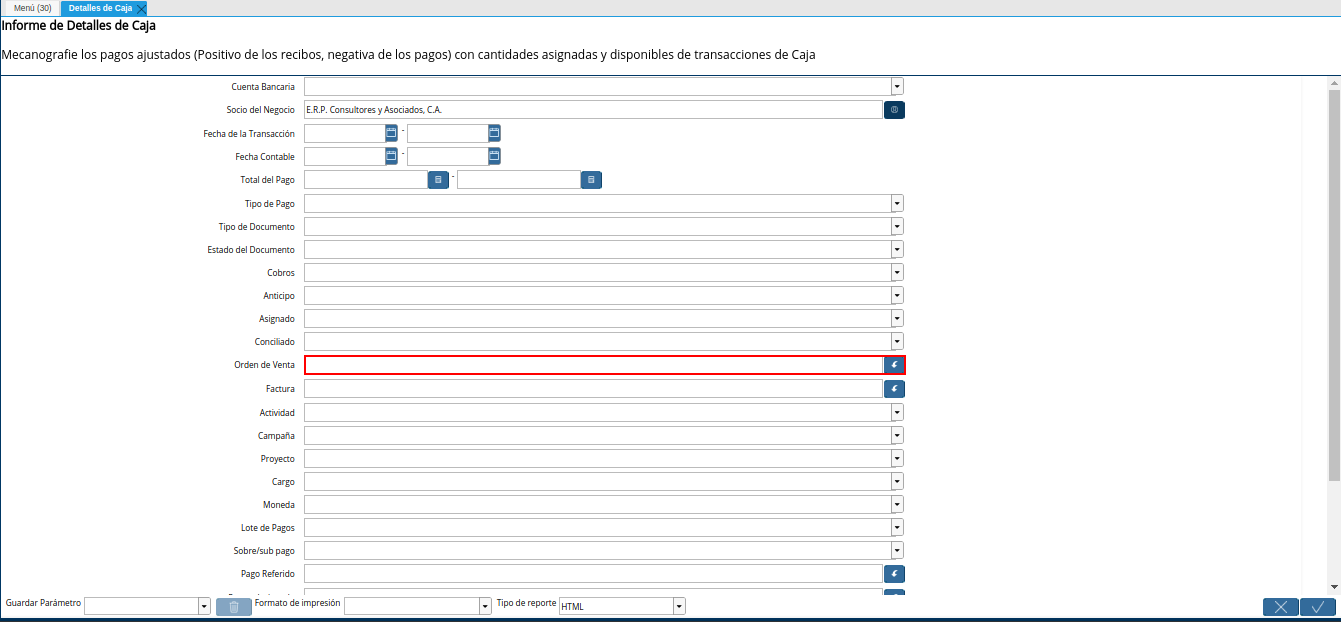 Menú (30) Detalles de Caja
Informe de Detalles de Caja
Mecanografie los pagos ajustados (Positivo de los recibos, negativa de los pagos) con cantidades asignadas y disponibles de transacciones de Caja
Cuenta Bancaria
Socio del Negocio E.R.P. Consultores y Asociados, C.A.
Fecha de la Transacción -
Fecha Contable -
Total del Pago -
Tipo de Pago
Tipo de Documento
Estado del Documento
Cobros
Anticipo
Asignado
Conciliado
Orden de Venta
Factura
Actividad
Campaña
Proyecto
Cargo
Moneda
Lote de Pagos
Sobre/sub pago
Pago Referido
Guardar Parámetro Formato de impresión Tipo de reporte HTML